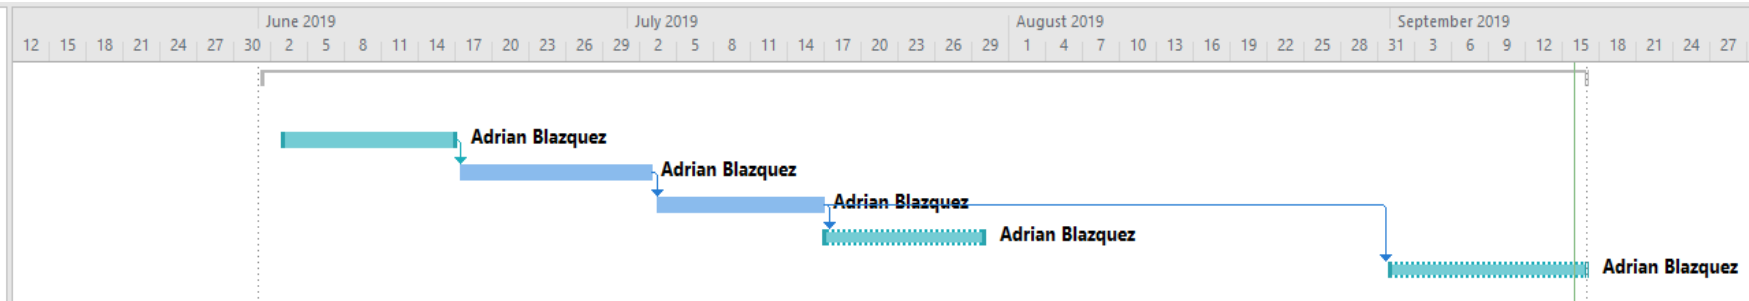 June 2019 July 2019 August 2019 September 2019
12 15 18 21 24 27 30 2 5 8 11 14 17 20 23 26 29 2 5 8 11 14 17 20 23 26 29 1 4 7 10 13 16 19 22 25 28 31 3 6 9 12 15 18 21 24 27
Adrian Blazquez
Adrian Blazquez
Adrian Blazquez
Adrian Blazquez
Adrian Blazquez